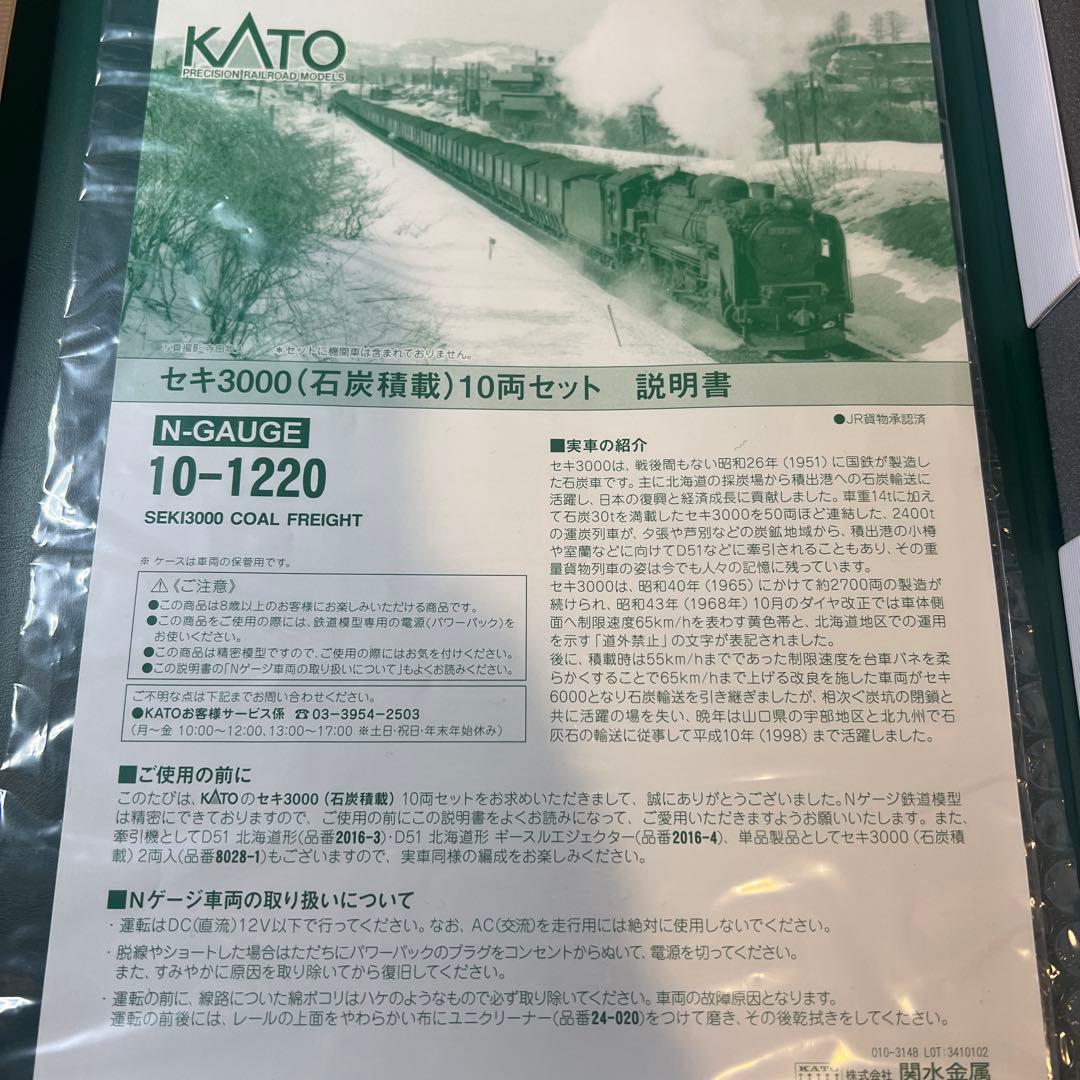 KATO
PRECISION RAILROAD MODELS
*セットに機関車は含まれておりません。
セキ3000(石炭積載)10両セット 説明書
●JR貨物承認済
N-GAUGE
10-1220
SEKI3000 COAL FREIGHT
※ ケースは車両の保管用です。
⚠《ご注意》
●この商品は8歳以上のお客様にお楽しみいただける商品です。
●この商品をご使用の際には、鉄道模型専用の電源(パワーパック)を
お使いください。
●この商品は精密模型ですので、ご使用の際にはお気を付けください。
●この説明書の「Nゲージ車両の取り扱いについて」もよくお読みください。
ご不明な点は下記までお問い合わせください。
●KATOお客様サービス係 ☎03-3954-2503
(月~金 10:00~12:00、13:00~17:00 ※土日・祝日・年末年始休み)
■実車の紹介
セキ3000は、戦後間もない昭和26年(1951)に国鉄が製造し
た石炭車です。主に北海道の採炭場から積出港への石炭輸送に
活躍し、日本の復興と経済成長に貢献しました。車重14tに加え
て石炭30tを満載したセキ3000を50両ほど連結した、2400t
の運炭列車が、夕張や芦別などの炭鉱地域から、積出港の小樽
や室蘭などに向けてD51などに牽引されることもあり、その重
量貨物列車の姿は今でも人々の記憶に残っています。
セキ3000は、昭和40年(1965)にかけて約2700両の製造が
続けられ、昭和43年(1968年)10月のダイヤ改正では車体側
面へ制限速度65km/hを表わす黄色帯と、北海道地区での運用
を示す「道外禁止」の文字が表記されました。
後に、積載時は55km/hまでであった制限速度を台車バネを柔
らかくすることで65km/hまで上げる改良を施した車両がセキ
6000となり石炭輸送を引き継ぎましたが、相次ぐ炭坑の閉鎖と
共に活躍の場を失い、晩年は山口県の宇部地区と北九州で石
灰石の輸送に従事して平成10年(1998)まで活躍しました。
■ご使用の前に
このたびは、KATOのセキ3000(石炭積載)10両セットをお求めいただきまして、誠にありがとうございました。Nゲージ鉄道模型
は精密にできておりますので、ご使用の前にこの説明書をよくお読みになって、ご愛用いただきますようお願いいたします。また、
牽引機としてD51 北海道形(品番2016-3)・D51 北海道形 ギースルエジェクター(品番2016-4)、単品製品としてセキ3000(石炭積
載)2両入(品番8028-1)もございますので、実車同様の編成をお楽しみください。
■Nゲージ車両の取り扱いについて
・運転はDC(直流)12V以下で行ってください。なお、AC(交流)を走行用には絶対に使用しないでください。
・脱線やショートした場合はただちにパワーパックのプラグをコンセントからぬいて、電源を切ってください。
また、すみやかに原因を取り除いてから復旧してください。
・運転の前に、線路についた綿ボコリはハケのようなもので必ず取り除いてください。車両の故障原因となります。
運転の前後には、レールの上面をやわらかい布にユニクリーナー(品番24-020)をつけて磨き、その後乾拭きをしてください。
010-3148 LOT:3410102
KATO 株式会社 関水金属